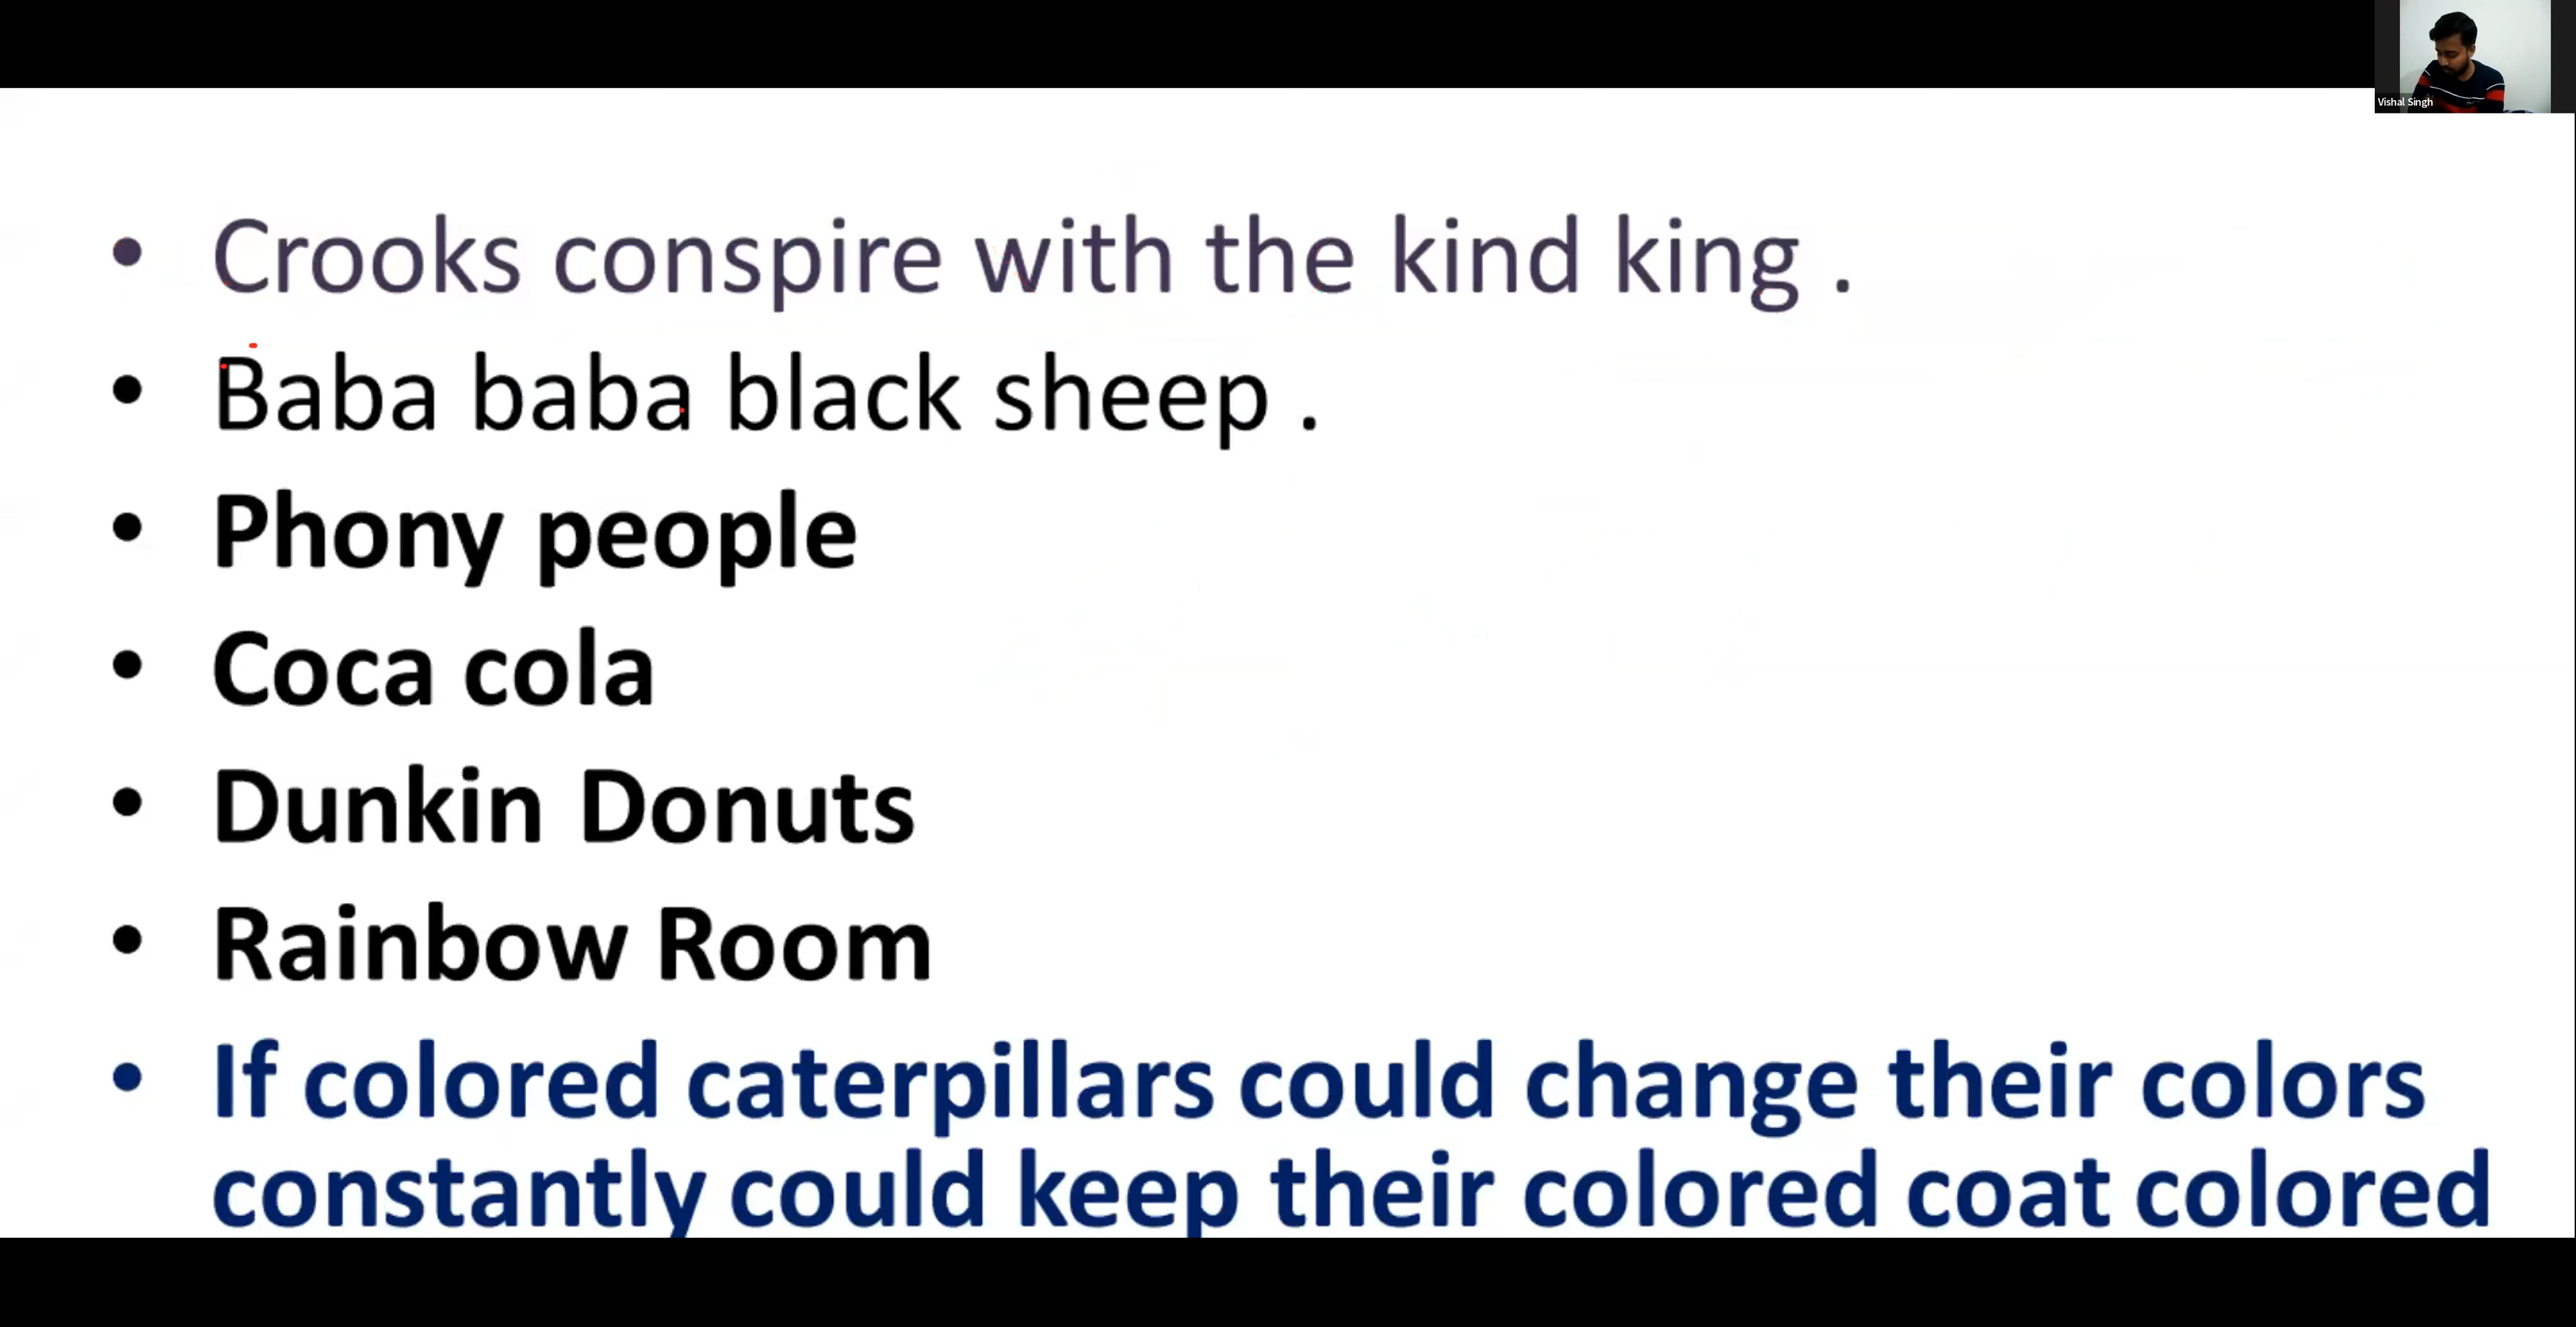 Vishal Singh
• Crooks conspire with the kind king .
• Baba baba black sheep .
• Phony people
• Coca cola
• Dunkin Donuts
• Rainbow Room
• If colored caterpillars could change their colors
constantly could keep their colored coat colored